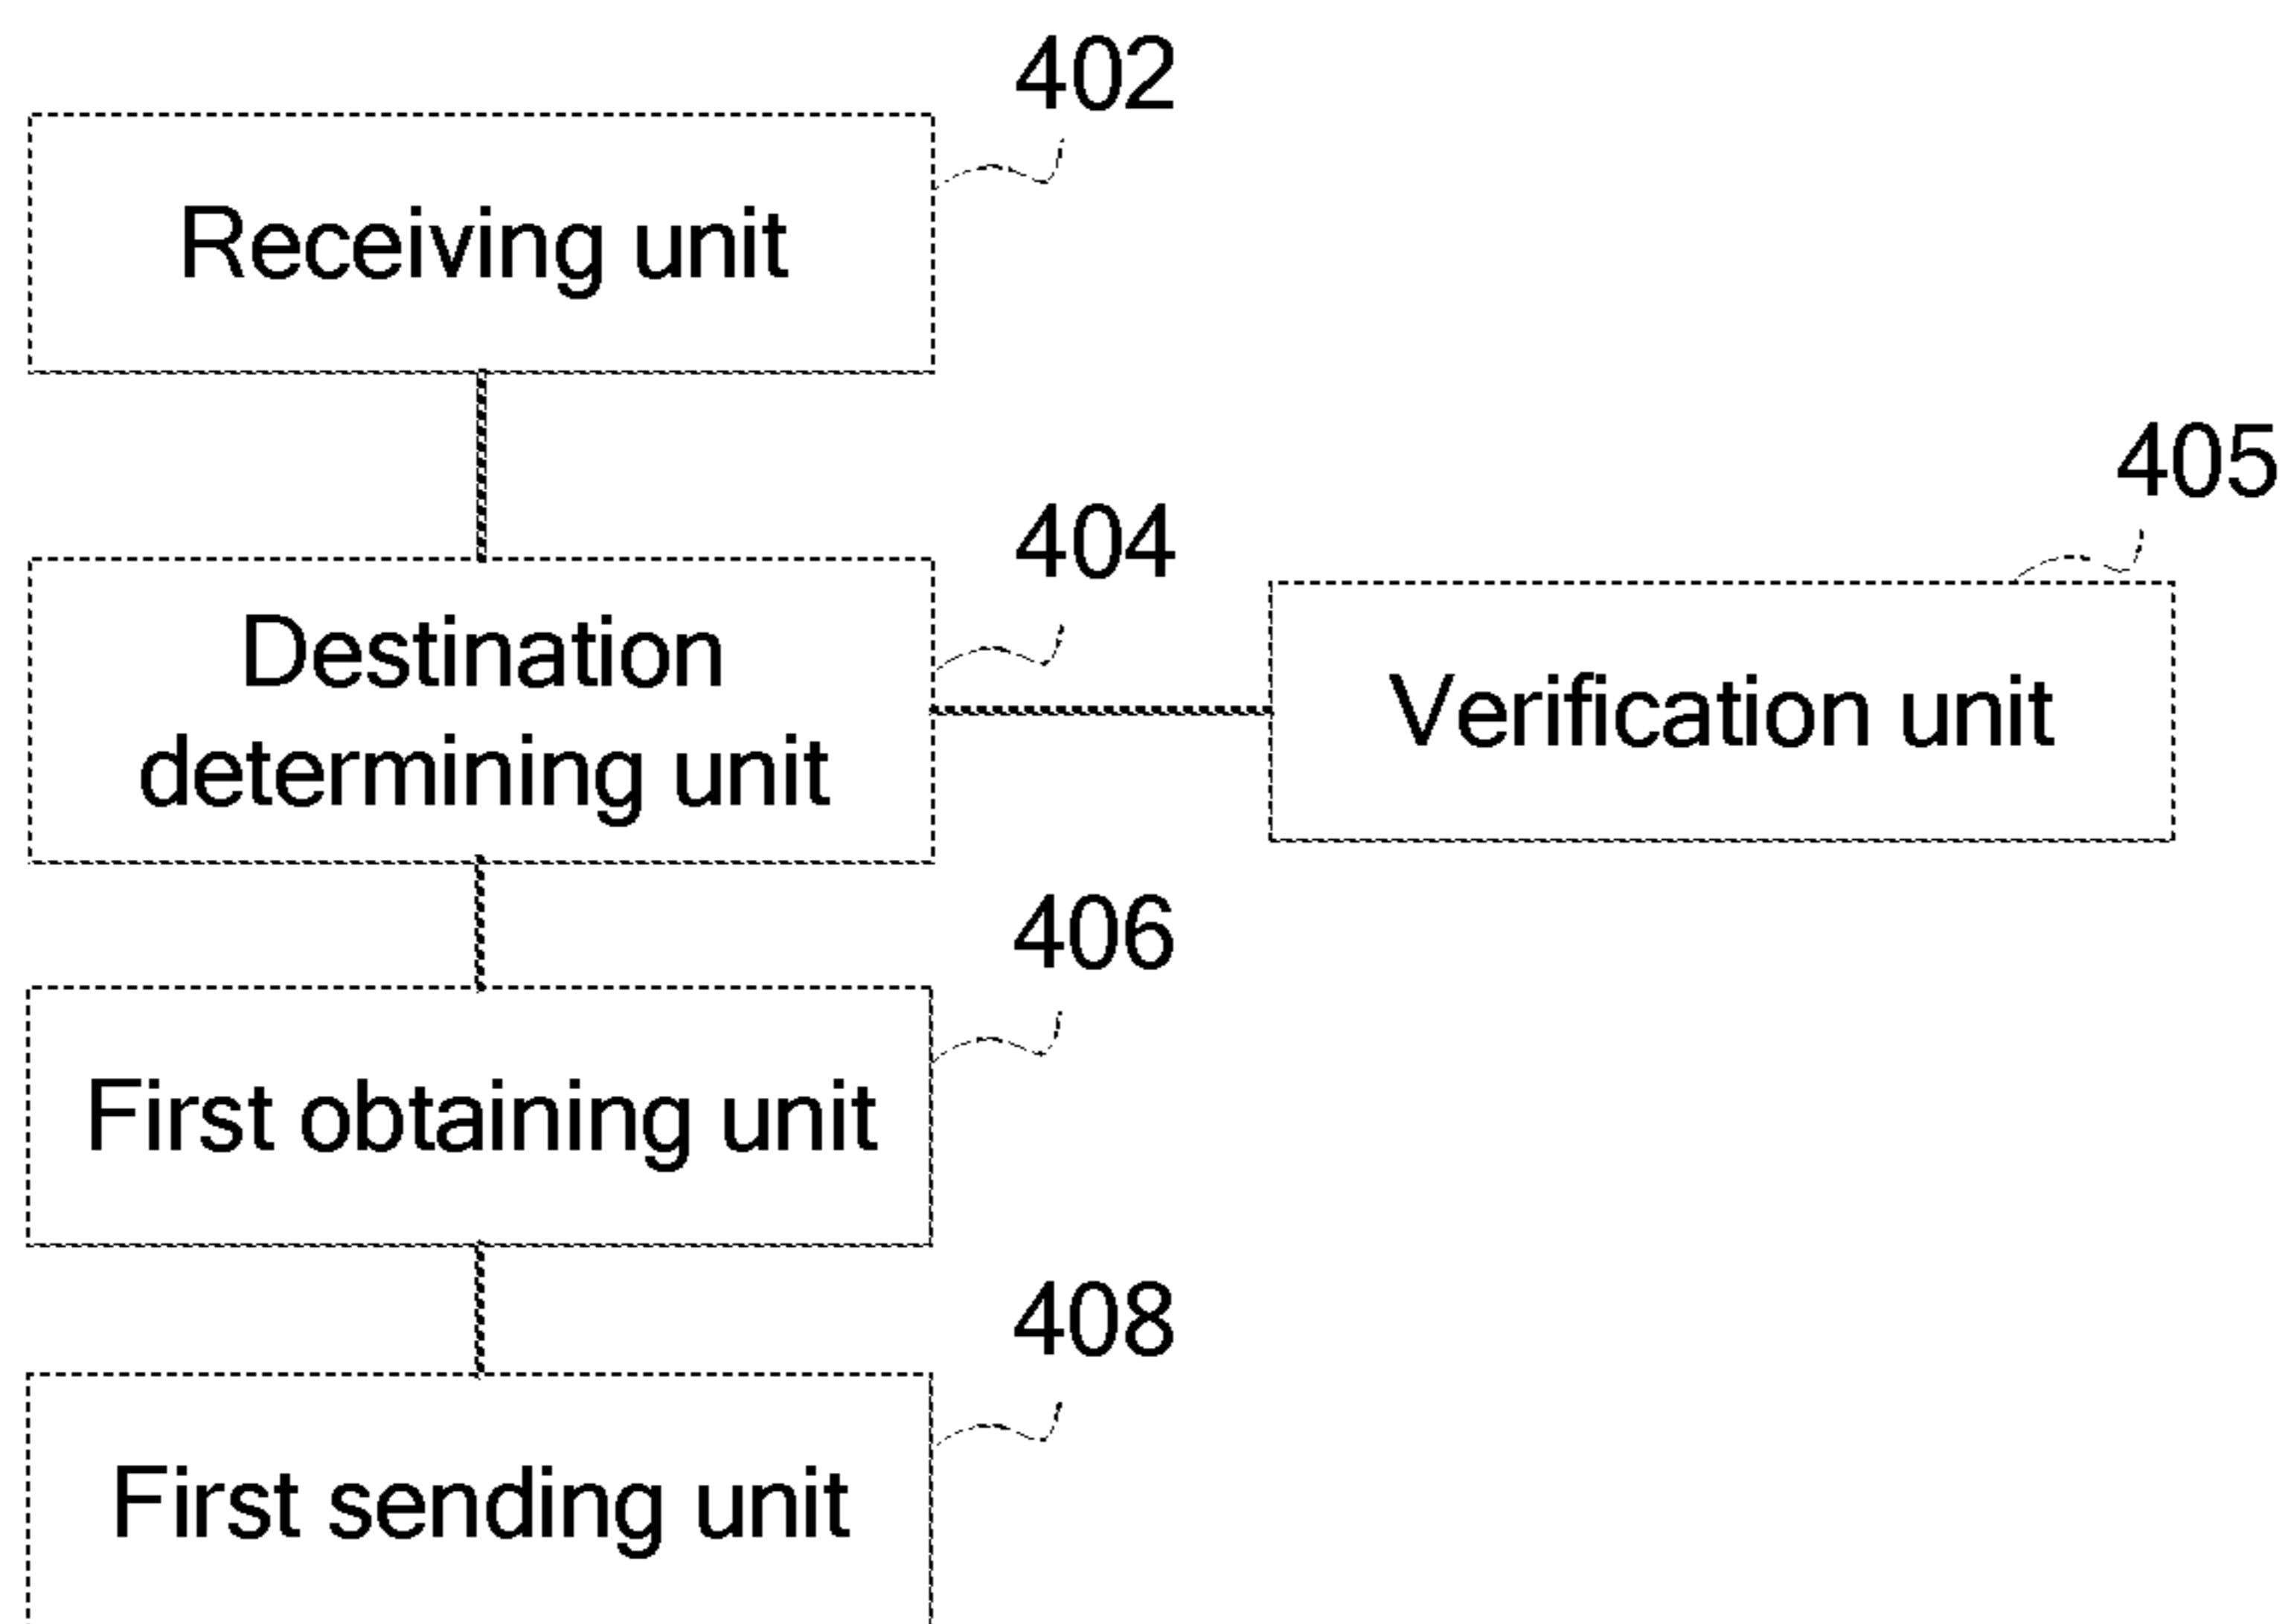 402
Receiving unit
405
404
Destination
determining unit
Verification unit
406
First obtaining unit
408
First sending unit